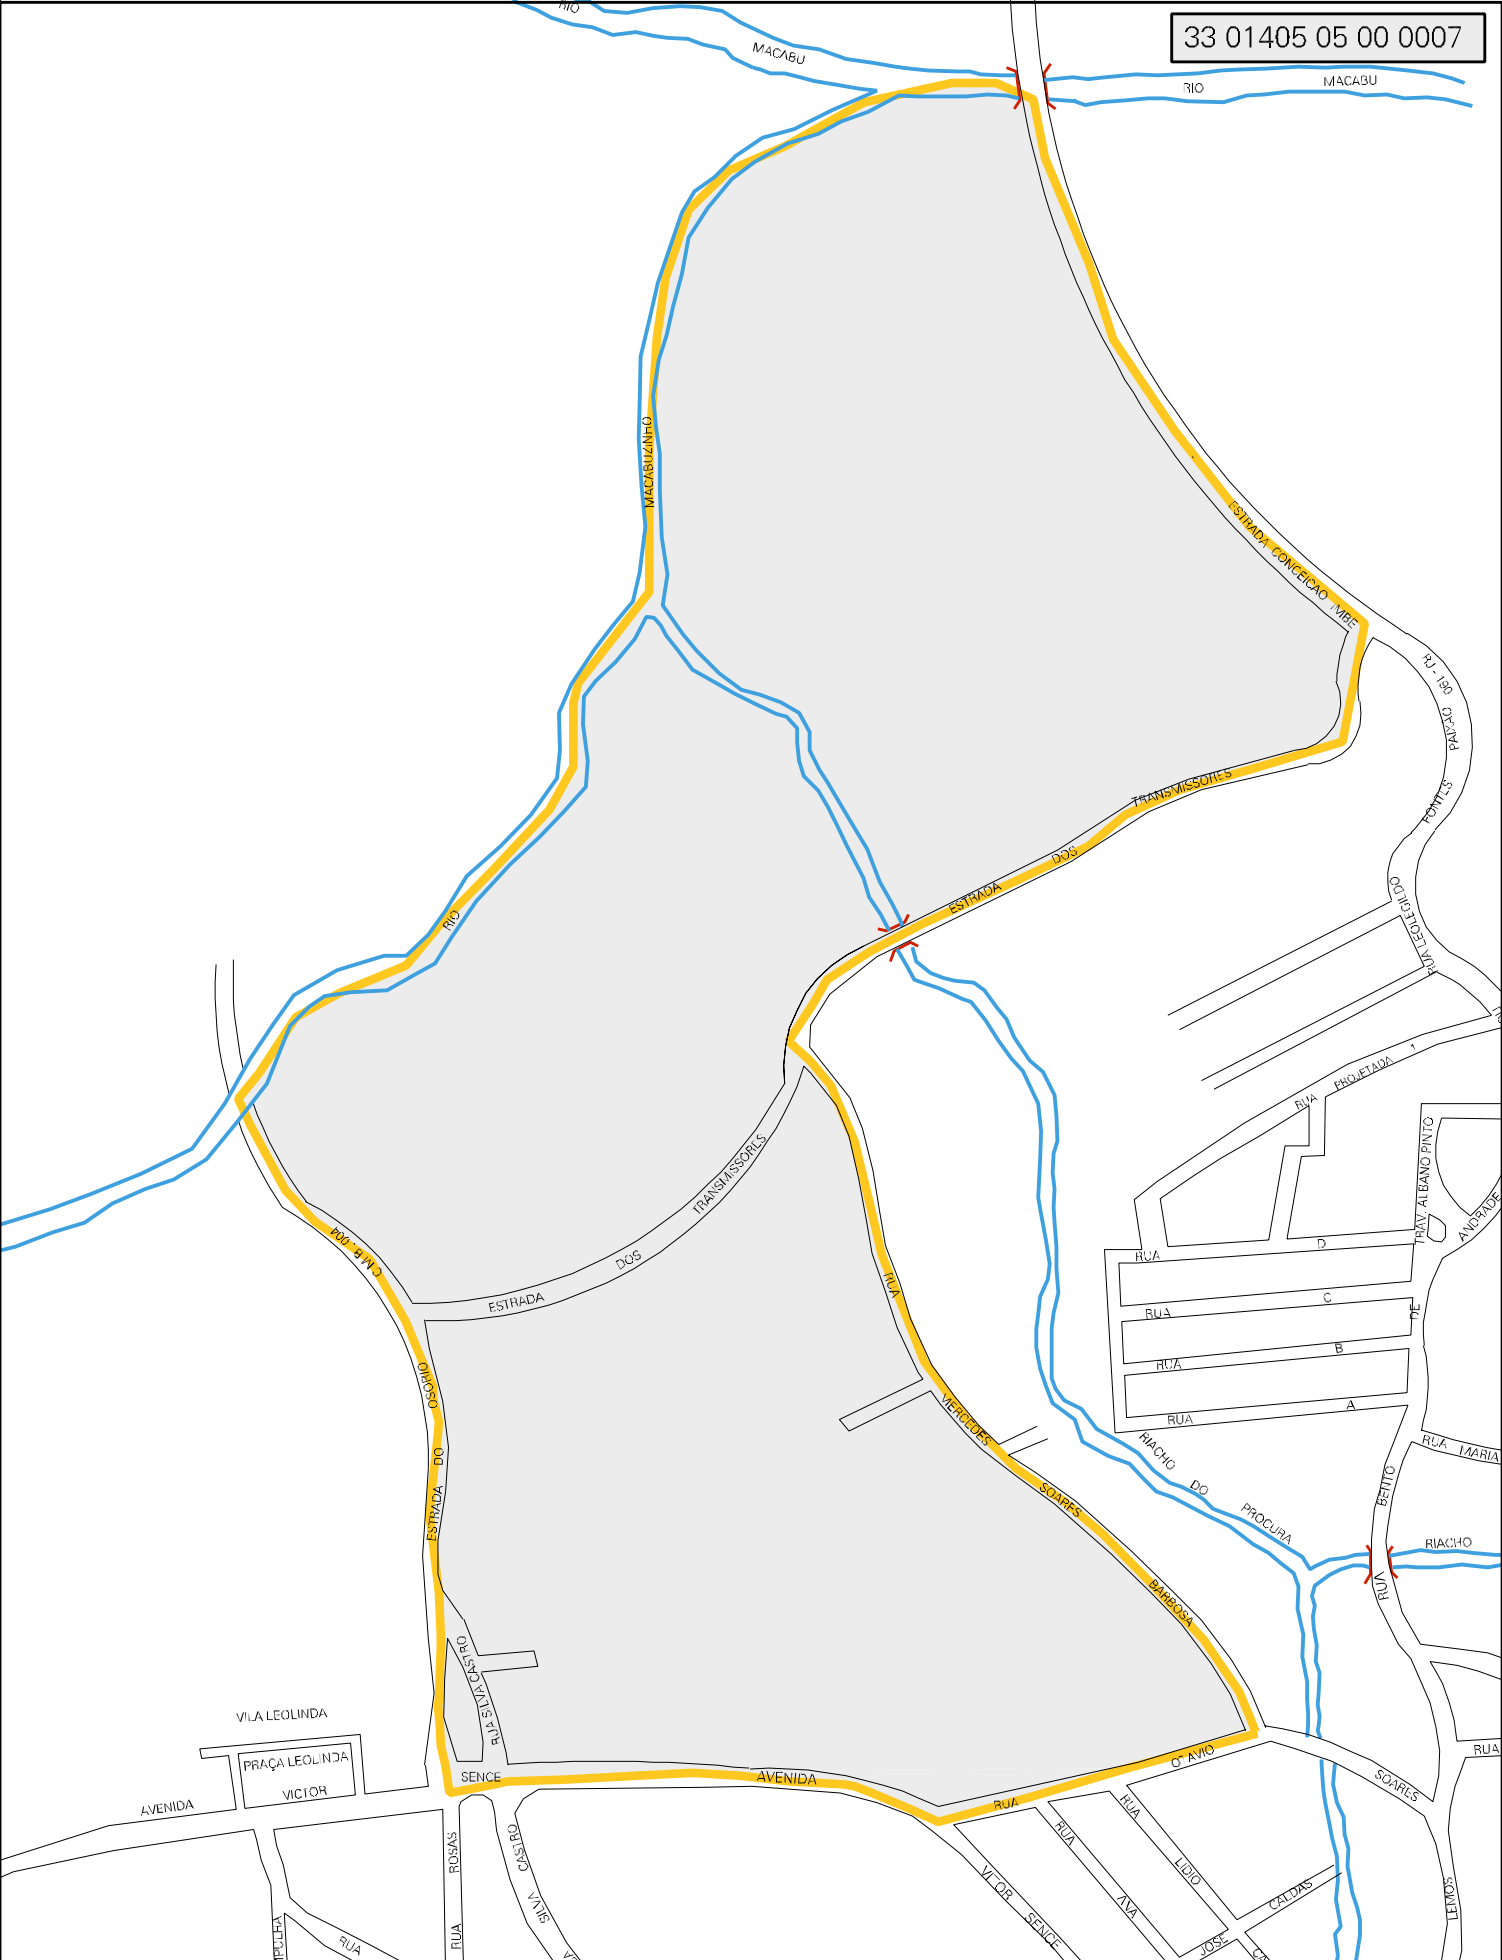 RIO
MACABU
33 01405 05 00 0007
RIO
MACABU
MACABUZINHO
ESTRADA CONCEICAO IMBE
RJ - 190
PAIXAO
FONTES
RUA LEOLEGILDO
TRANSMISSORES
DOS
ESTRADA
RIO
RUA
PROJETADA 1
TRAV. ALBANO PINTO
ANDRADE
C.M.B. 004
ESTRADA
DOS
TRANSMISSORES
RUA
RUA D
RUA C
DE
RUA B
RUA A
OSORIO
DO
ESTRADA
MERCEDES
SOARES
BARBOSA
RIACHO
DO
PROCURA
RUA MARIA
BENTO
RIACHO
RUA
RUA SILVA CASTRO
VILA LEOLINDA
PRAÇA LEOLINDA
VICTOR
AVENIDA
SENCE
AVENIDA
RUA
OTAVIO
SOARES
RUA
ROSAS
RUA
CASTRO
SILVA
RUA
VITOR
SENCE
RUA
AVA
RUA
LIDIO
CALDAS
JOSE
LEMOS